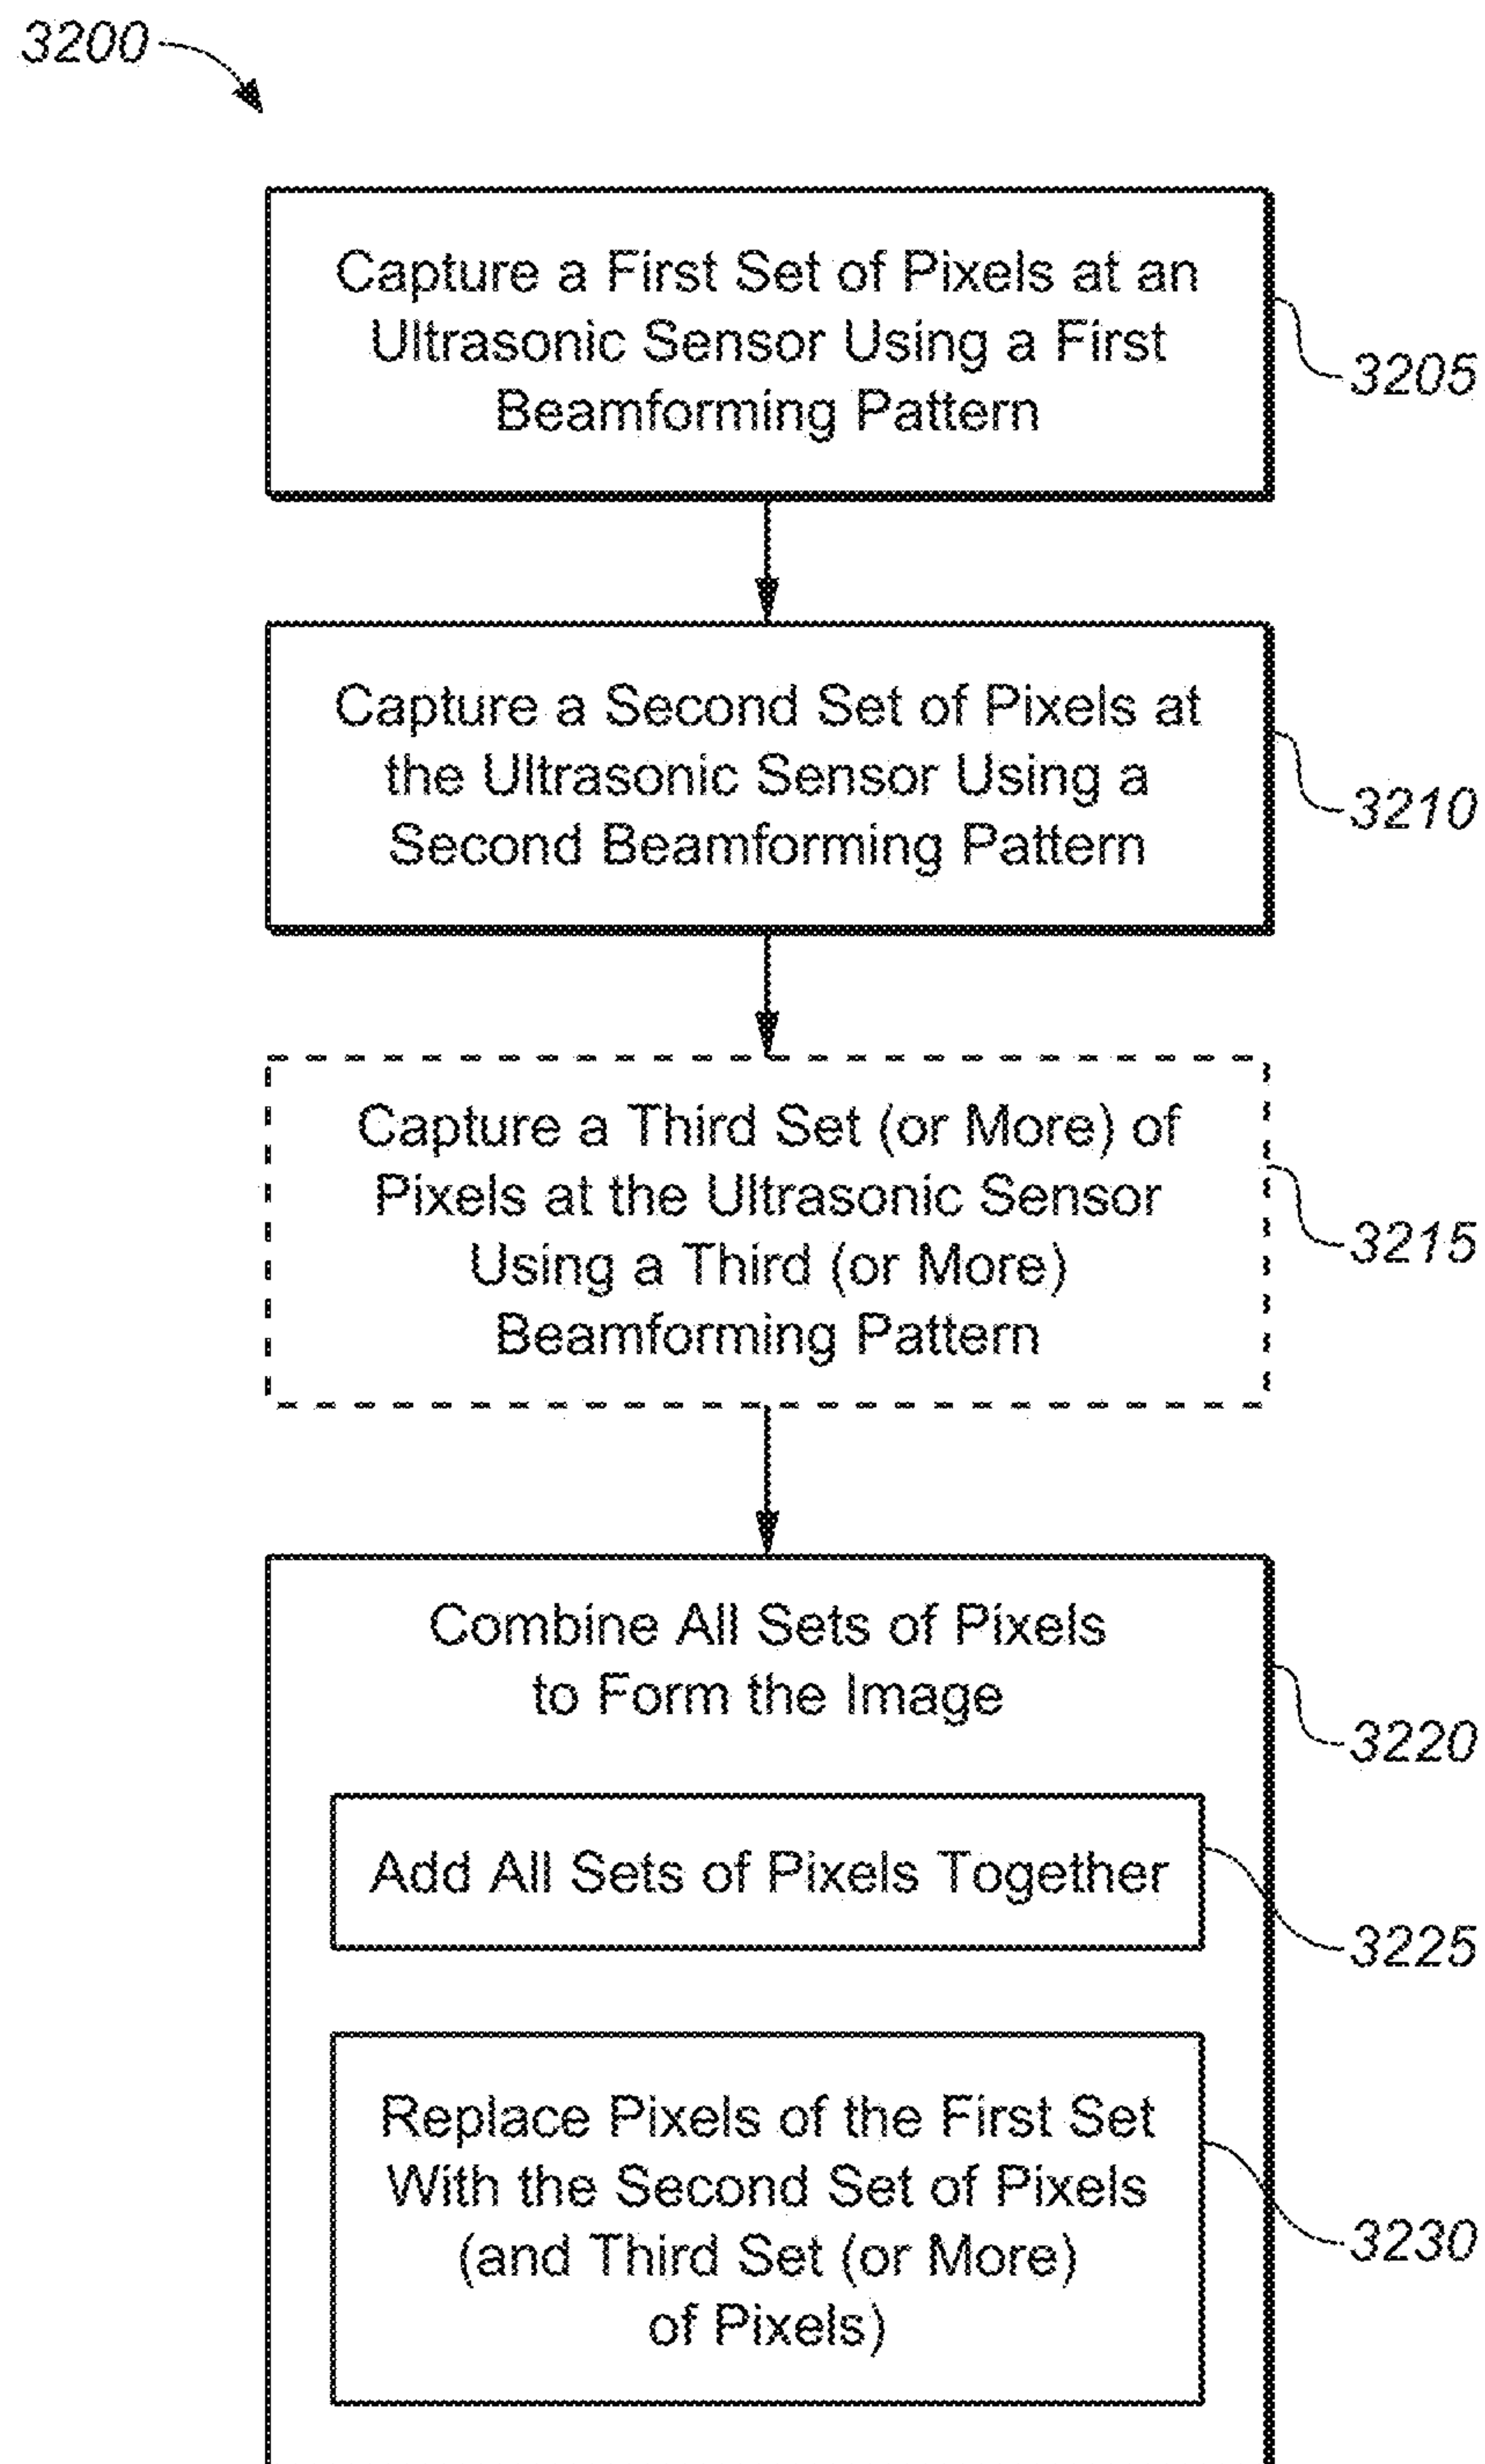 3200
Capture a First Set of Pixels at an
Ultrasonic Sensor Using a First
Beamforming Pattern
3205
Capture a Second Set of Pixels at
the Ultrasonic Sensor Using a
Second Beamforming Pattern
3210
Capture a Third Set (or More) of
Pixels at the Ultrasonic Sensor
Using a Third (or More)
Beamforming Pattern
3215
Combine All Sets of Pixels
to Form the Image
3220
Add All Sets of Pixels Together
3225
Replace Pixels of the First Set
With the Second Set of Pixels
(and Third Set (or More)
of Pixels)
3230